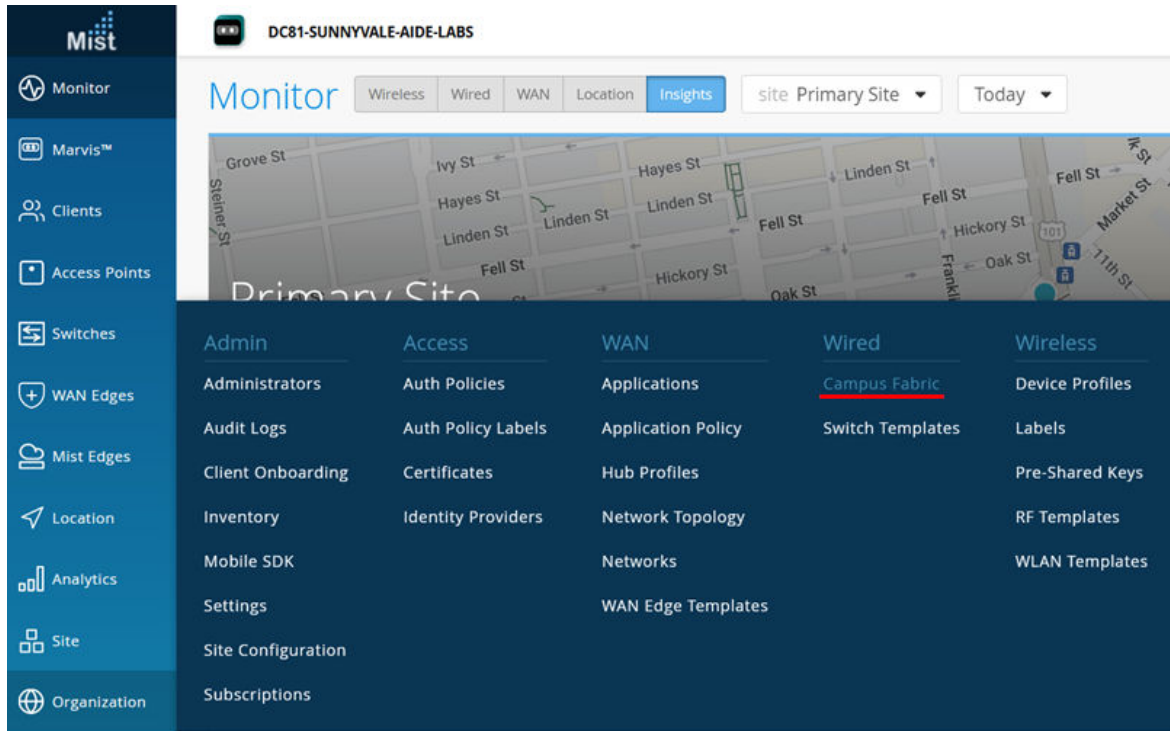 Mist
DC81-SUNNYVALE-AIDE-LABS
Monitor
Marvis™
Clients
Access Points
Switches
WAN Edges
Mist Edges
Location
Analytics
Site
Organization
Monitor
Wireless Wired WAN Location Insights
site Primary Site
Today
Grove St
Ivy St
Hayes St
Linden St
Fell St
Steiner St
Hayes St
Linden St
Linden St
Fell St
Fell St
Market St
Linden St
Hickory St
101
11th St
Fell St
Hickory St
Oak St
Oak St
Primary Site
Admin
Administrators
Audit Logs
Client Onboarding
Inventory
Mobile SDK
Settings
Site Configuration
Subscriptions
Access
Auth Policies
Auth Policy Labels
Certificates
Identity Providers
WAN
Applications
Application Policy
Hub Profiles
Network Topology
Networks
WAN Edge Templates
Wired
Campus Fabric
Switch Templates
Wireless
Device Profiles
Labels
Pre-Shared Keys
RF Templates
WLAN Templates